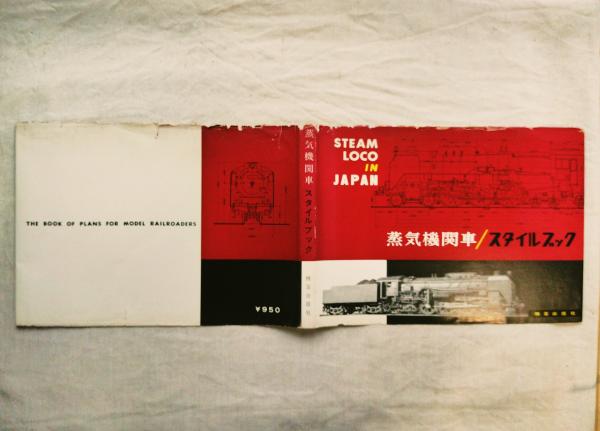 THE BOOK OF PLANS FOR MODEL RAILROADERS
¥950
蒸気機関車 スタイルブック
STEAM
LOCO
IN
JAPAN
蒸気機関車/スタイルブック